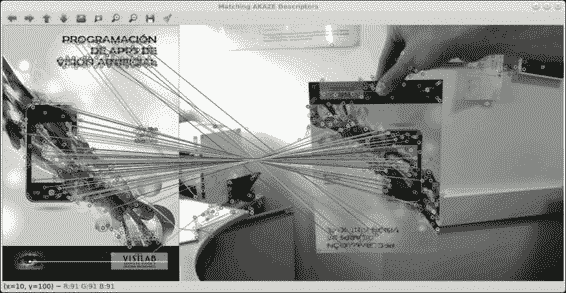 Matching AKAZE Descriptors
PROGRAMACIÓN
DE APPS DE
VISIÓN ARTIFICIAL
VISILAB
(x=10, y=100) ~ R:91 G:91 B:91